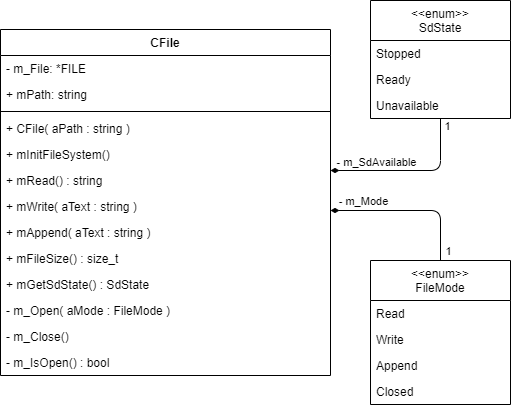 CFile
- m_File: *FILE
+ mPath: string
+ CFile( aPath : string )
+ mInitFileSystem()
+ mRead() : string
+ mWrite( aText : string )
+ mAppend( aText : string )
+ mFileSize() : size_t
+ mGetSdState() : SdState
- m_Open( aMode : FileMode )
- m_Close()
- m_IsOpen() : bool
<<enum>>
SdState
Stopped
Ready
Unavailable
1
- m_SdAvailable
- m_Mode
1
<<enum>>
FileMode
Read
Write
Append
Closed